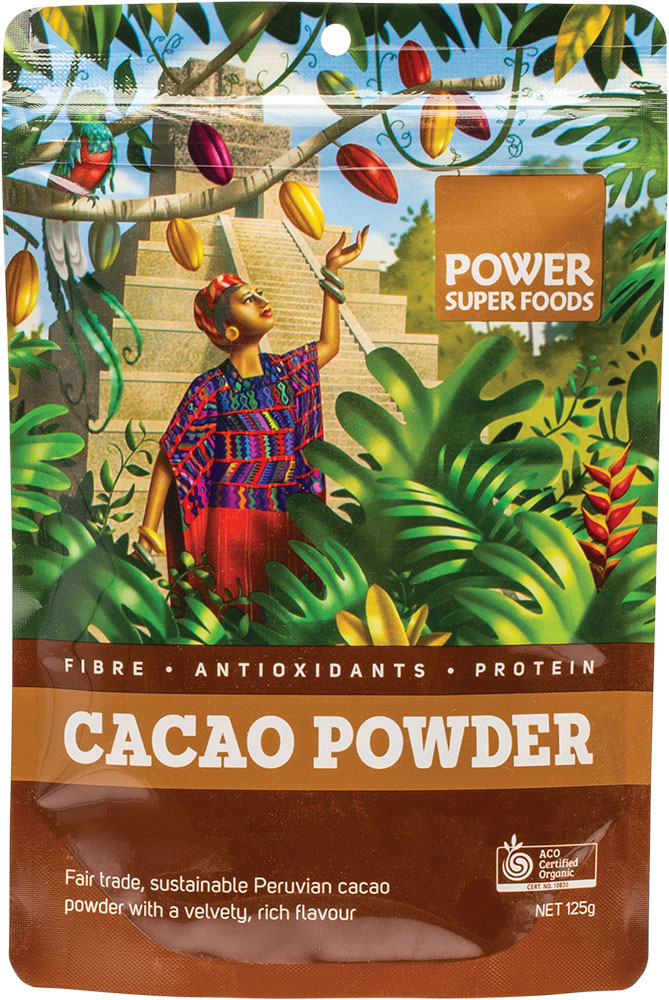 POWER
SUPER FOODS
FIBRE • ANTIOXIDANTS • PROTEIN
CACAO POWDER
Fair trade, sustainable Peruvian cacao
powder with a velvety, rich flavour
ACO
Certified
Organic
CERT. NO. 10830
NET 125g